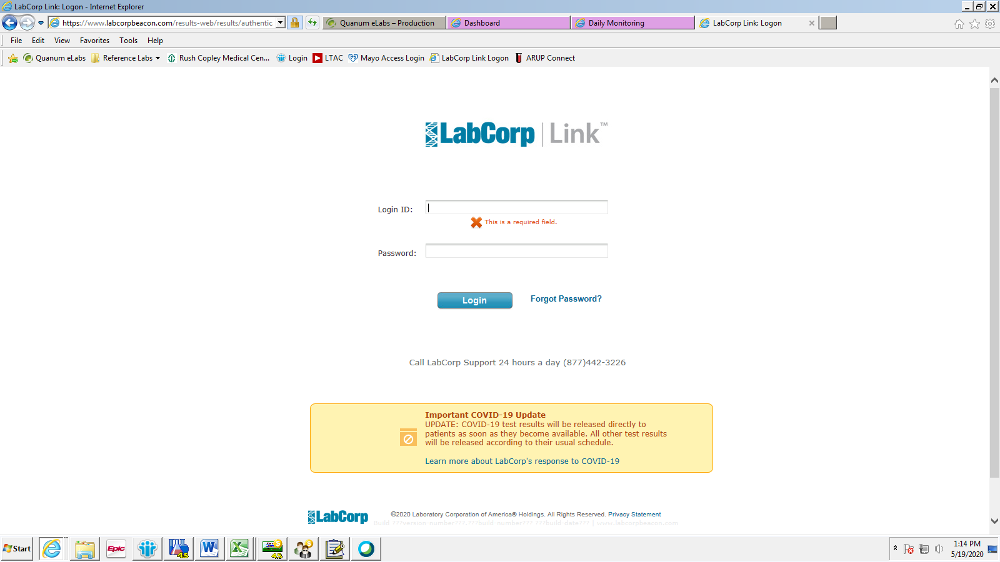 LabCorp Link: Logon - Internet Explorer
https://www.labcorpbeacon.com/results-web/results/authentic
Quanum eLabs – Production
Dashboard
Daily Monitoring
LabCorp Link: Logon
File Edit View Favorites Tools Help
Quanum eLabs Reference Labs Rush Copley Medical Cen... Login LTAC Mayo Access Login LabCorp Link Logon ARUP Connect
LabCorp | Link™
Login ID:
This is a required field.
Password:
Login Forgot Password?
Call LabCorp Support 24 hours a day (877)442-3226
Important COVID-19 Update
UPDATE: COVID-19 test results will be released directly to
patients as soon as they become available. All other test results
will be released according to their usual schedule.
Learn more about LabCorp's response to COVID-19
LabCorp ©2020 Laboratory Corporation of America® Holdings. All Rights Reserved. Privacy Statement
Build ???version-number???.???build-number??? ???build-date??? | www.labcorpbeacon.com
Start Epic 4.5 W X 4.5
1:14 PM
5/19/2020